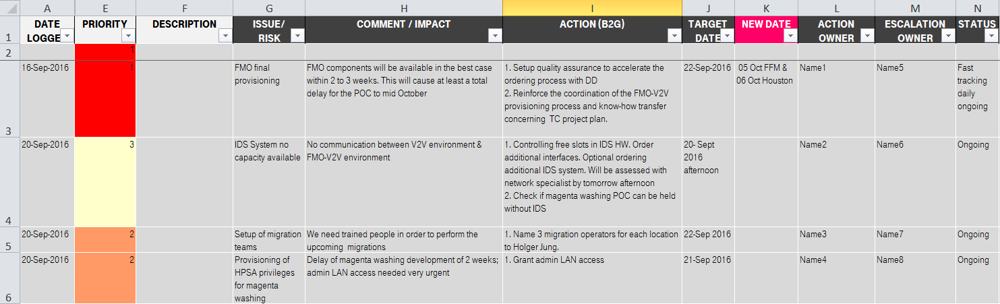 A E F G H I J K L M N
1 DATE LOGGE PRIORITY DESCRIPTION ISSUE/ RISK COMMENT / IMPACT ACTION (B2G) TARGET DATE NEW DATE ACTION OWNER ESCALATION OWNER STATUS
2 1
3
16-Sep-2016
1
FMO final
provisioning
FMO components will be available in the best case
within 2 to 3 weeks. This will cause at least a total
delay for the POC to mid October
1. Setup quality assurance to accelerate the
ordering process with DD
2. Reinforce the coordination of the FMO-V2V
provisioning process and know-how transfer
concerning  TC project plan.
22-Sep-2016
05 Oct FFM &
06 Oct Houston
Name1
Name5
Fast
tracking
daily
ongoing
4
20-Sep-2016
3
IDS System no
capacity available
No communication between V2V environment &
FMO-V2V environment
1. Controlling free slots in IDS HW. Order
additional interfaces. Optional ordering
additional IDS system. Will be assessed with
network specialist by tomorrow afternoon
2. Check if magenta washing POC can be held
without IDS
20- Sept
2016
afternoon
Name2
Name6
Ongoing
5
20-Sep-2016
2
Setup of migration
teams
We need trained people in order to perform the
upcoming  migrations
1. Name 3 migration operators for each location
to Holger Jung.
22-Sep 2016
Name3
Name7
Ongoing
6
20-Sep-2016
2
Provisioning of
HPSA privileges
for magenta
washing
Delay of magenta washing development of 2 weeks;
admin LAN access needed very urgent
1. Grant admin LAN access
21-Sep 2016
Name4
Name8
Ongoing